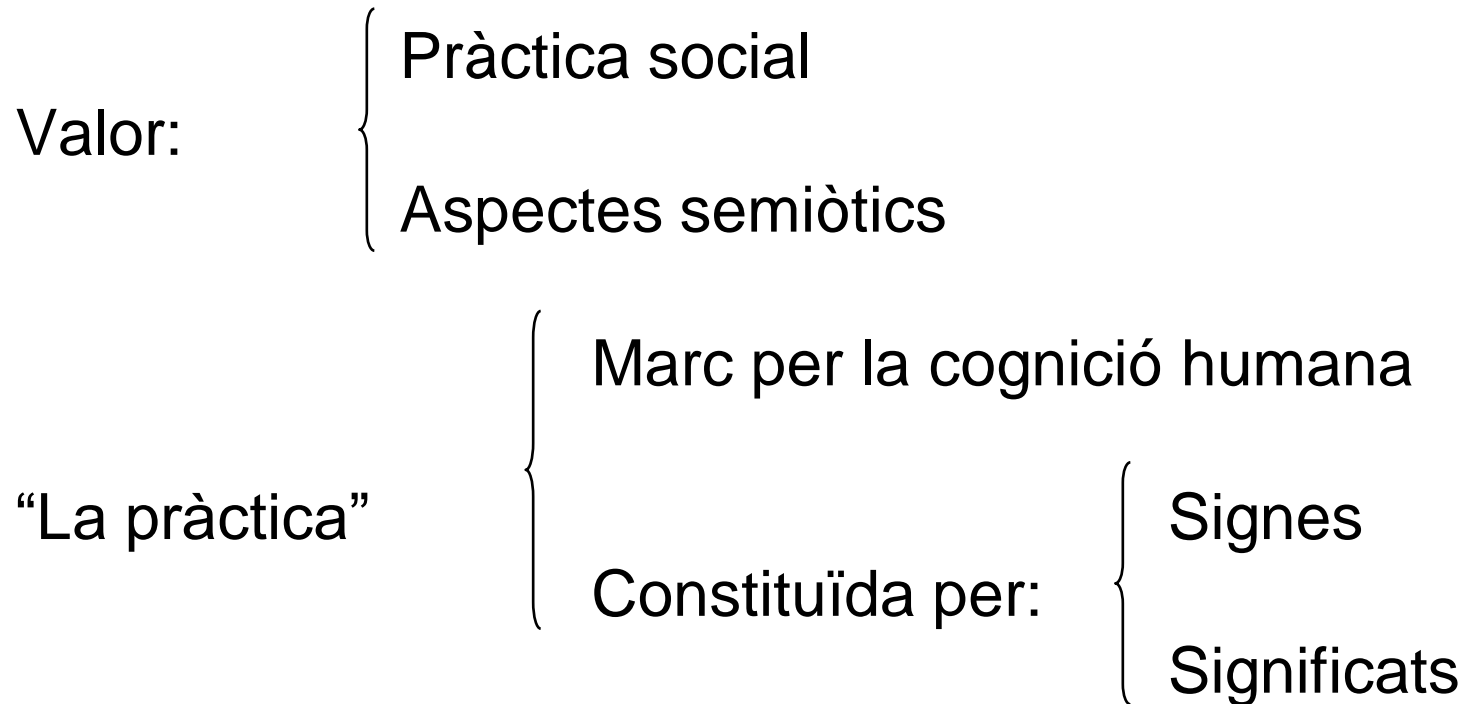 Pràctica social
Valor:
Aspectes semiòtics
Marc per la cognició humana
“La pràctica”
Signes
Constituïda per:
Significats